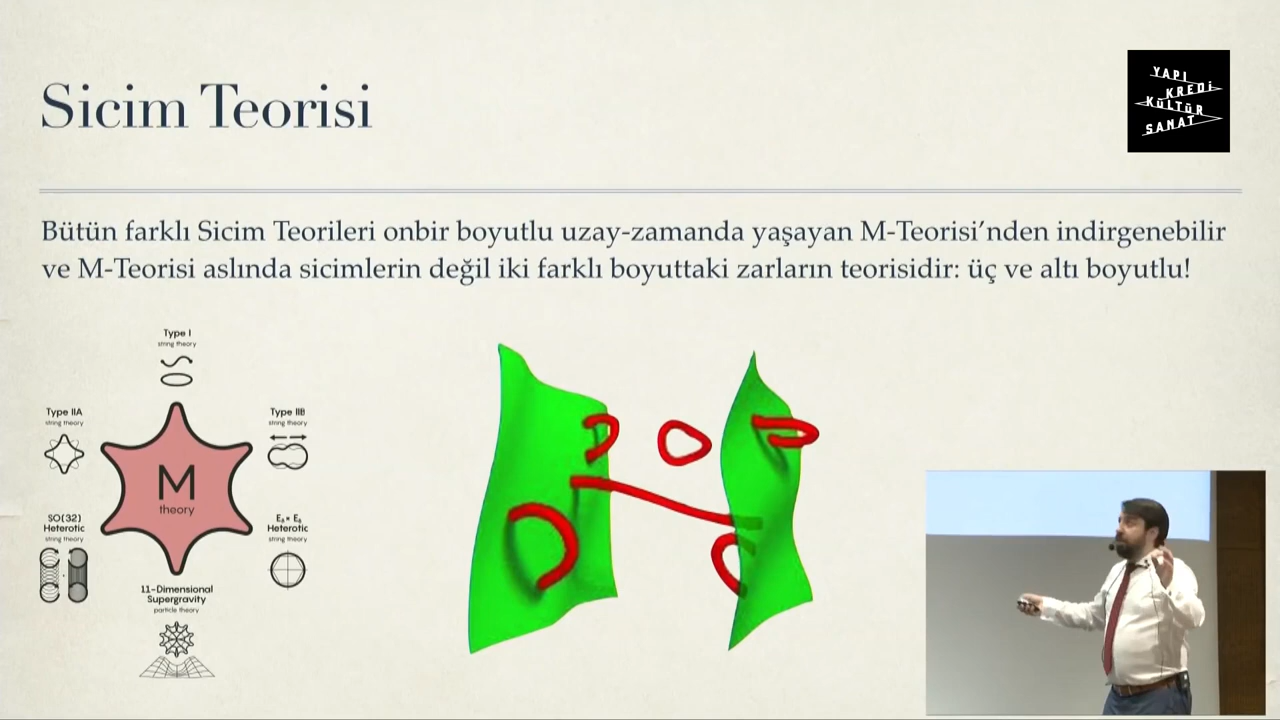 Sicim Teorisi
YAPI
KREDİ
KÜLTÜR
SANAT
Bütün farklı Sicim Teorileri onbir boyutlu uzay-zamanda yaşayan M-Teorisi’nden indirgenebilir
ve M-Teorisi aslında sicimlerin değil iki farklı boyuttaki zarların teorisidir: üç ve altı boyutlu!
Type I
string theory
Type IIA
string theory
Type IIB
string theory
M
theory
SO(32)
Heterotic
string theory
E₈ × E₈
Heterotic
string theory
11-Dimensional
Supergravity
particle theory